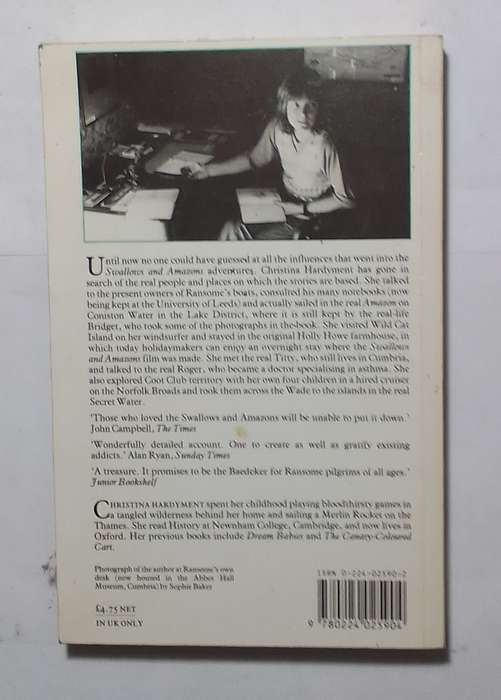 Until now no one could have guessed at all the influences that went into the
Swallows and Amazons adventures. Christina Hardyment has gone in
search of the real people and places on which the stories are based. She talked
to the present owners of Ransome's boats, consulted his many notebooks (now
being kept at the University of Leeds) and actually sailed in the real Amazon on
Coniston Water in the Lake District, where it is still kept by the real-life
Bridget, who took some of the photographs in the book. She visited Wild Cat
Island on her windsurfer and stayed in the original Holly Howe farmhouse, in
which today holidaymakers can enjoy an overnight stay where the Swallows
and Amazons film was made. She met the real Titty, who still lives in Cumbria,
and talked to the real Roger, who became a doctor specialising in asthma. She
also explored Coot Club territory with her own four children in a hired cruiser
on the Norfolk Broads and took them across the Wade to the islands in the real
Secret Water.
'Those who loved the Swallows and Amazons will be unable to put it down.'
John Campbell, The Times
'Wonderfully detailed account. One to create as well as gratify existing
addicts.' Alan Ryan, Sunday Times
'A treasure. It promises to be the Baedeker for Ransome pilgrims of all ages.'
Junior Bookshelf
CHRISTINA HARDYMENT spent her childhood playing bloodthirsty games in
a tangled wilderness behind her home and sailing a Merlin Rocket on the
Thames. She read History at Newnham College, Cambridge, and now lives in
Oxford. Her previous books include Dream Babies and The Canary-Coloured
Cart.
Photograph of the author at Ransome's own
desk (now housed in the Abbot Hall
Museum, Cumbria) by Sophie Baker
£4.75 NET
IN UK ONLY
ISBN 0-224-02590-2
9 780224 025904